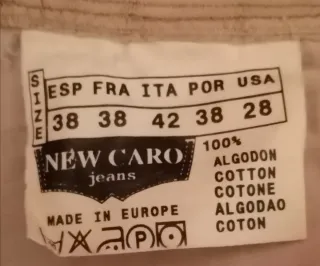 SIZE
ESP FRA ITA POR USA
38 38 42 38 28
NEW CARO
jeans
100%
ALGODON
COTTON
COTONE
ALGODAO
COTON
MADE IN EUROPE
P